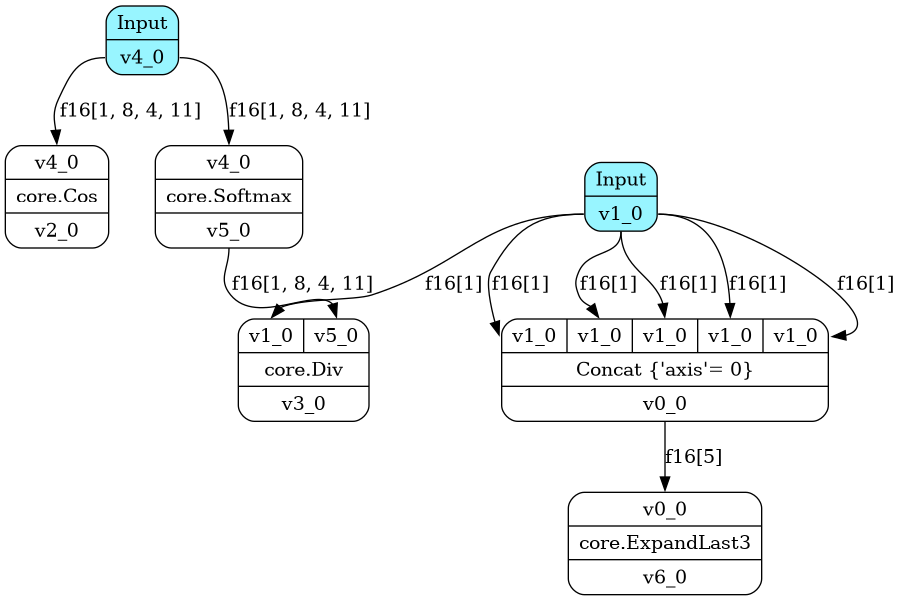 Input
v4_0
f16[1, 8, 4, 11]
f16[1, 8, 4, 11]
v4_0
core.Cos
v2_0
v4_0
core.Softmax
v5_0
Input
v1_0
f16[1, 8, 4, 11]
f16[1]
f16[1]
f16[1]
f16[1]
f16[1]
f16[1]
v1_0
v5_0
core.Div
v3_0
v1_0
v1_0
v1_0
v1_0
v1_0
Concat {'axis'= 0}
v0_0
f16[5]
v0_0
core.ExpandLast3
v6_0